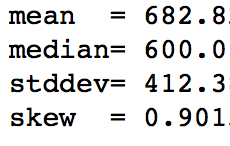 mean  = 682.8
median= 600.0
stddev= 412.3
skew  = 0.901